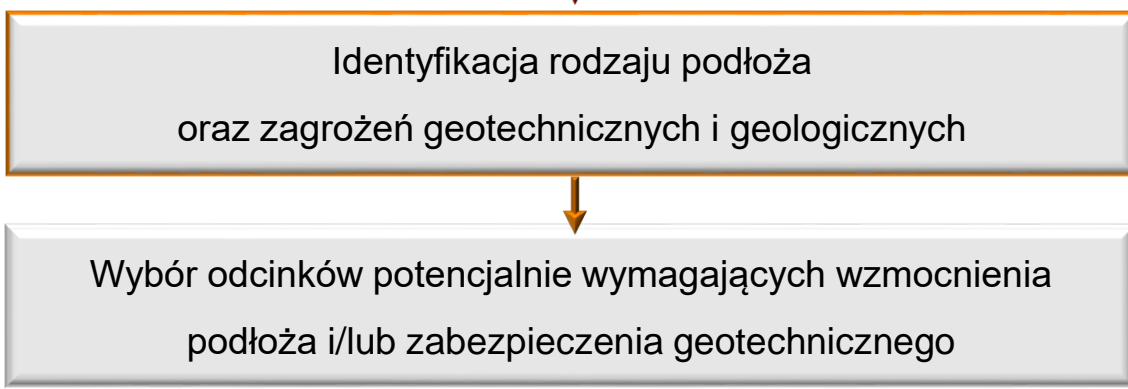 Identyfikacja rodzaju podłoża
oraz zagrożeń geotechnicznych i geologicznych
Wybór odcinków potencjalnie wymagających wzmocnienia
podłoża i/lub zabezpieczenia geotechnicznego